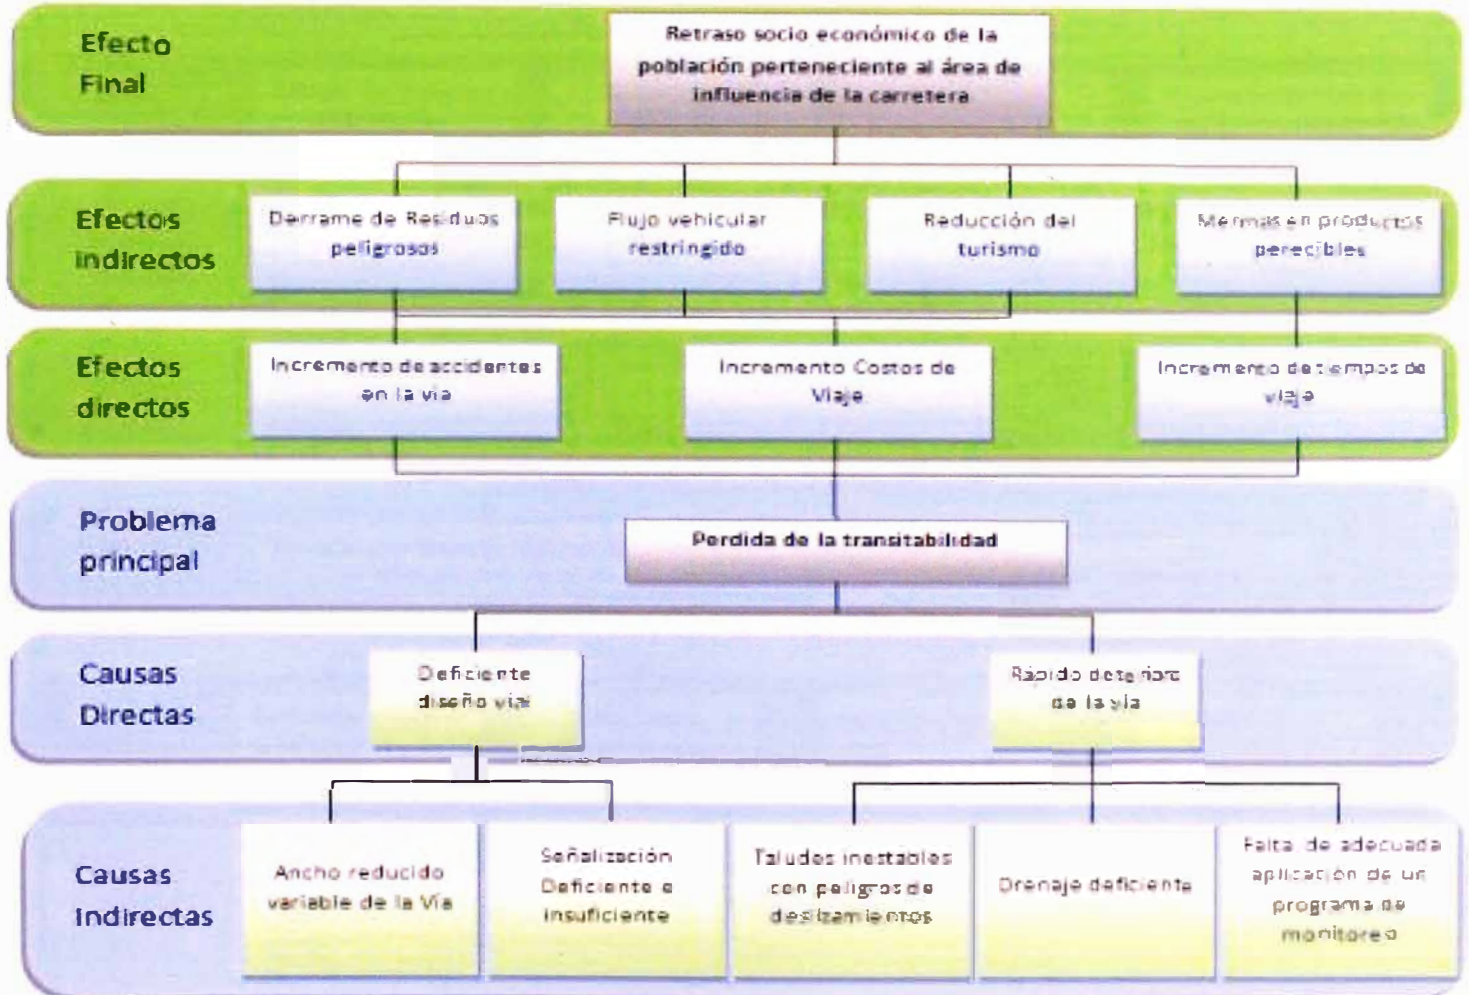 Efecto
Final
Retraso socio económico de la
población perteneciente al área de
influencia de la carretera
Efectos
indirectos
Derrame de Residuos
peligrosos
Flujo vehicular
restringido
Reducción del
turismo
Mermas en productos
perecibles
Efectos
directos
Incremento de accidentes
en la vía
Incremento Costos de
Viaje
Incremento de tiempos de
viaje
Problema
principal
Perdida de la transitabilidad
Causas
Directas
Deficiente
diseño vial
Rápido deterioro
de la vía
Causas
Indirectas
Ancho reducido
variable de la Vía
Señalización
Deficiente e
Insuficiente
Taludes inestables
con peligros de
deslizamientos
Drenaje deficiente
Falta de adecuada
aplicación de un
programa de
monitoreo